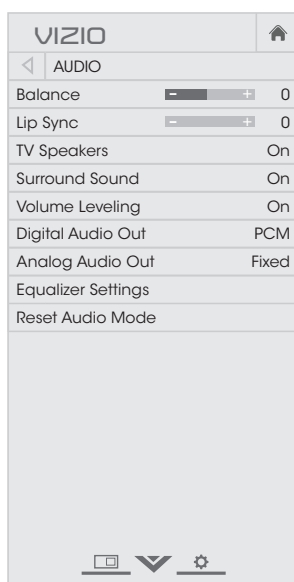 VIZIO
AUDIO
Balance - + 0
Lip Sync - + 0
TV Speakers On
Surround Sound On
Volume Leveling On
Digital Audio Out PCM
Analog Audio Out Fixed
Equalizer Settings
Reset Audio Mode